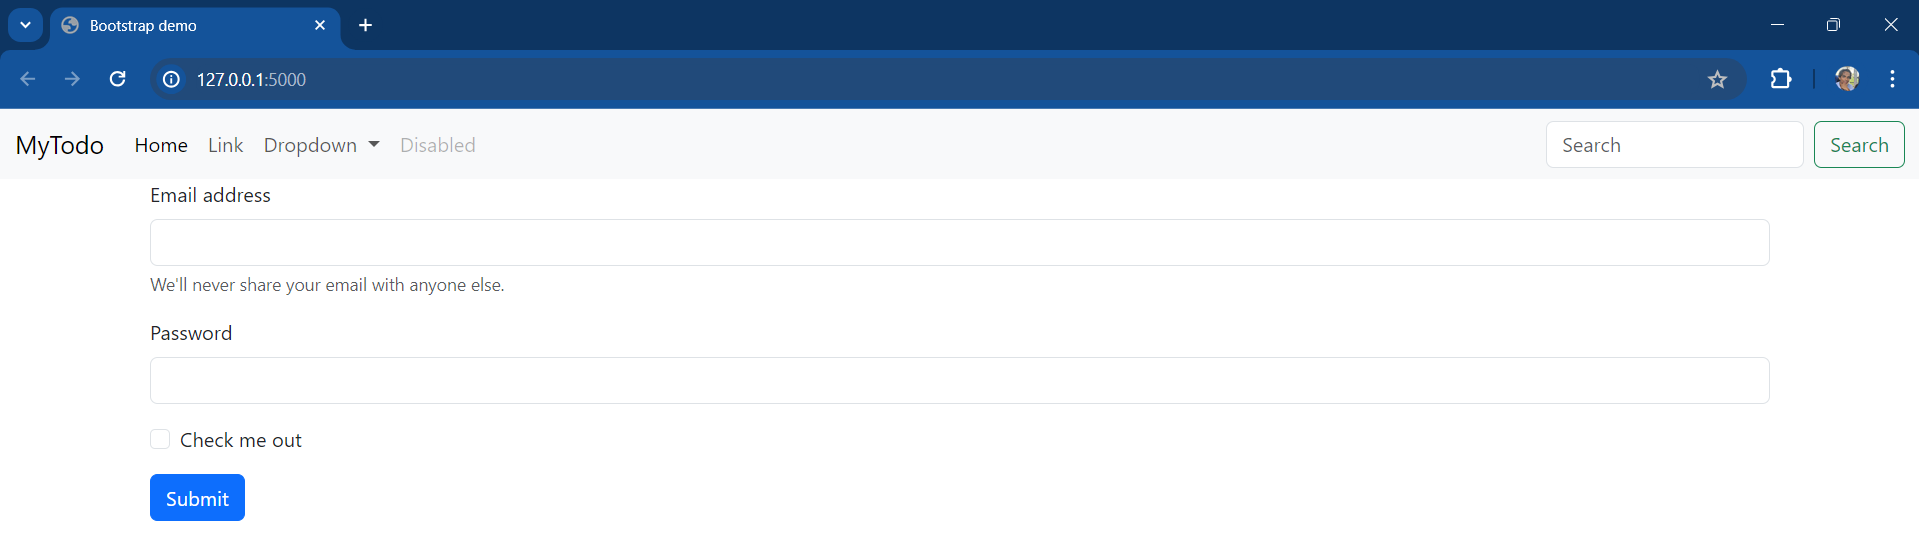 Bootstrap demo
127.0.0.1:5000
MyTodo Home Link Dropdown Disabled Search Search
Email address
We'll never share your email with anyone else.
Password
Check me out
Submit